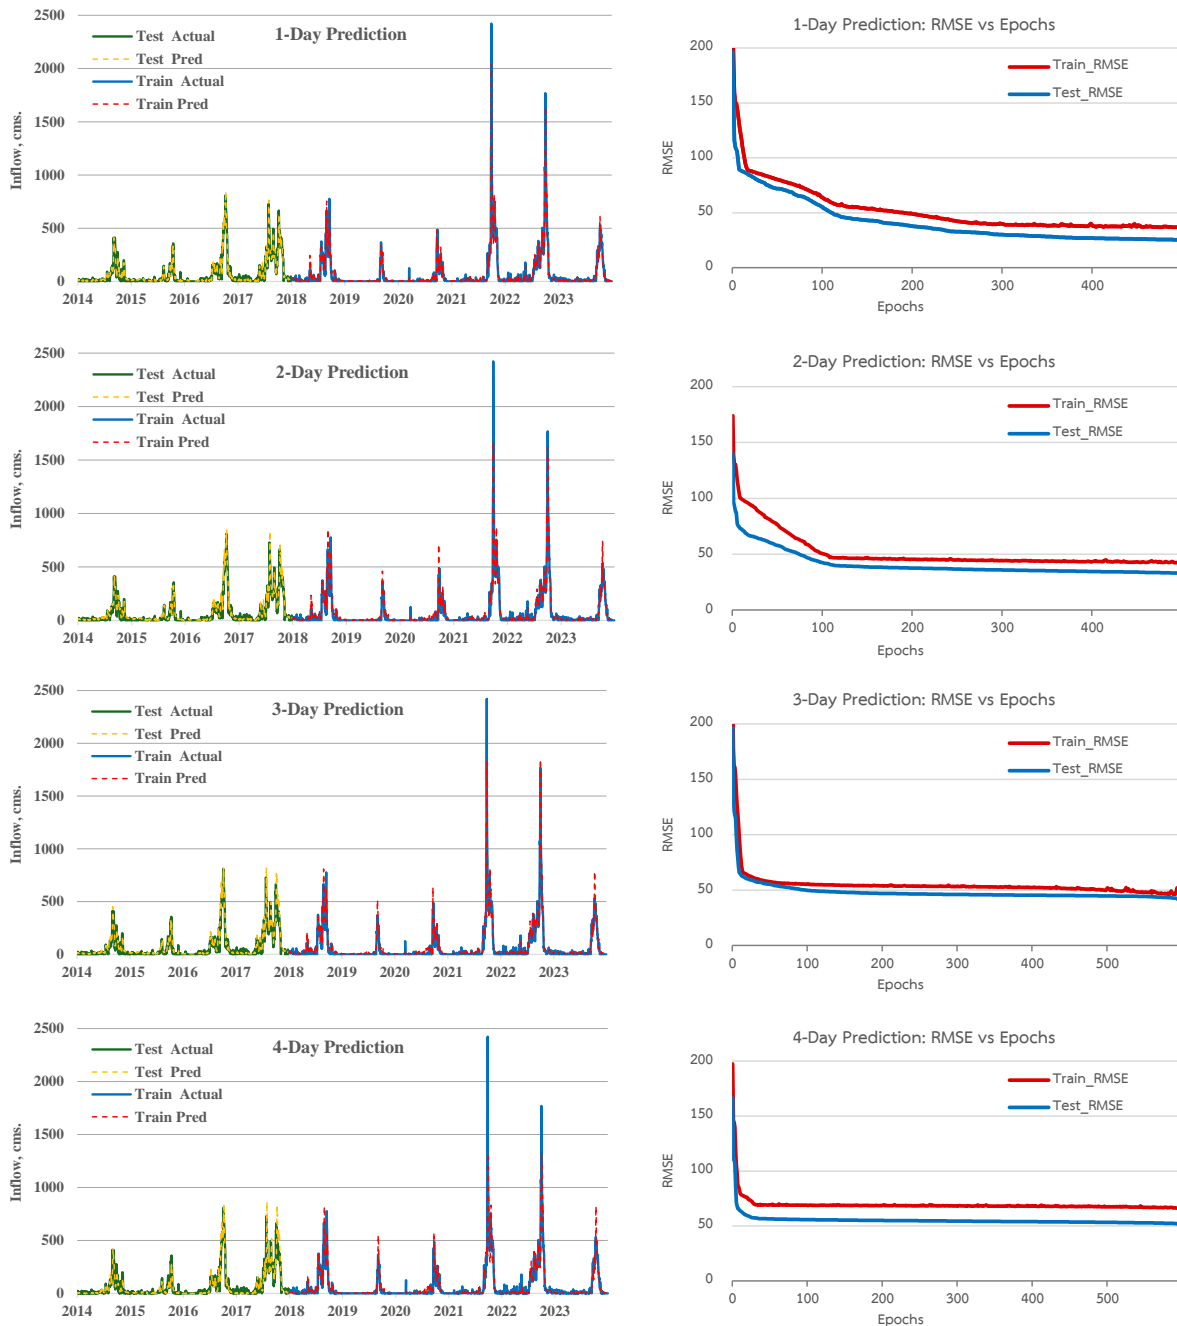 1-Day Prediction
Inflow, cms.
2500
2000
1500
1000
500
0
Test Actual
Test Pred
Train Actual
Train Pred
2014 2015 2016 2017 2018 2019 2020 2021 2022 2023
1-Day Prediction: RMSE vs Epochs
RMSE
200
150
100
50
0
Train_RMSE
Test_RMSE
0 100 200 300 400
Epochs
2-Day Prediction
Inflow, cms.
2500
2000
1500
1000
500
0
Test Actual
Test Pred
Train Actual
Train Pred
2014 2015 2016 2017 2018 2019 2020 2021 2022 2023
2-Day Prediction: RMSE vs Epochs
RMSE
200
150
100
50
0
Train_RMSE
Test_RMSE
0 100 200 300 400
Epochs
3-Day Prediction
Inflow, cms.
2500
2000
1500
1000
500
0
Test Actual
Test Pred
Train Actual
Train Pred
2014 2015 2016 2017 2018 2019 2020 2021 2022 2023
3-Day Prediction: RMSE vs Epochs
RMSE
200
150
100
50
0
Train_RMSE
Test_RMSE
0 100 200 300 400 500
Epochs
4-Day Prediction
Inflow, cms.
2500
2000
1500
1000
500
0
Test Actual
Test Pred
Train Actual
Train Pred
2014 2015 2016 2017 2018 2019 2020 2021 2022 2023
4-Day Prediction: RMSE vs Epochs
RMSE
200
150
100
50
0
Train_RMSE
Test_RMSE
0 100 200 300 400 500
Epochs